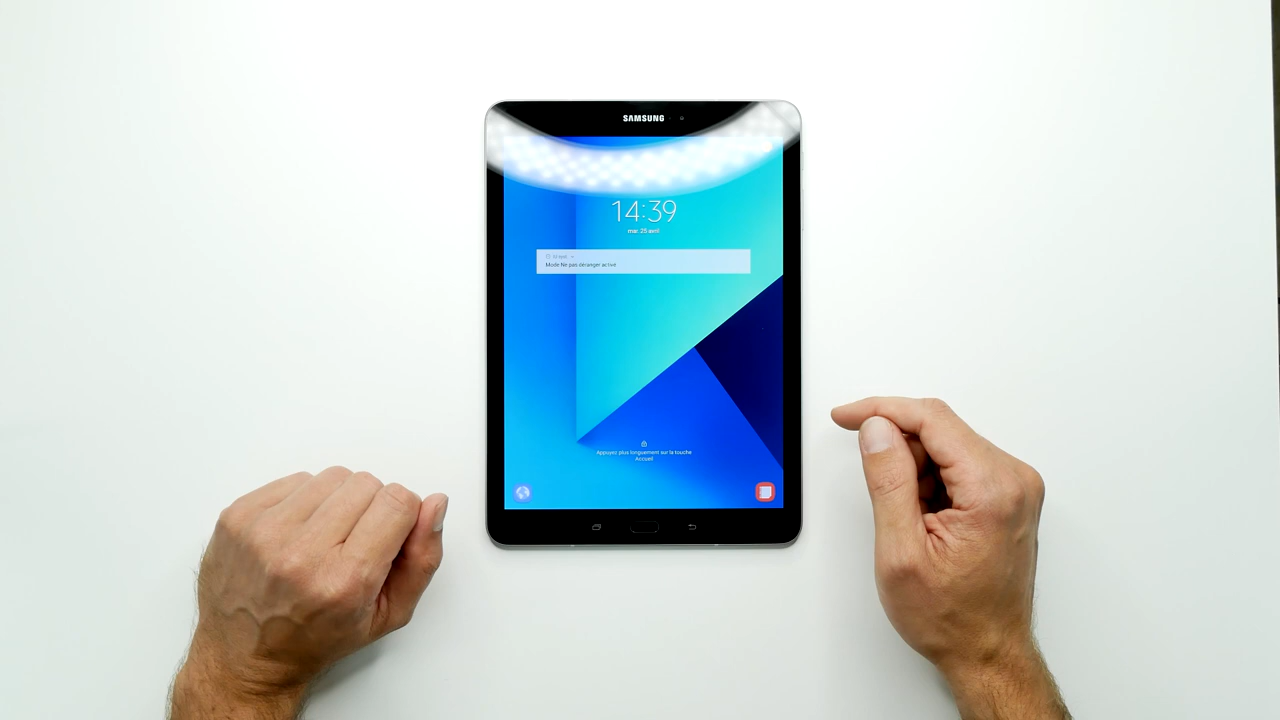 SAMSUNG
14:39
mar. 25 avril
Mode Ne pas déranger activé
Appuyez plus longuement sur la touche
Accueil